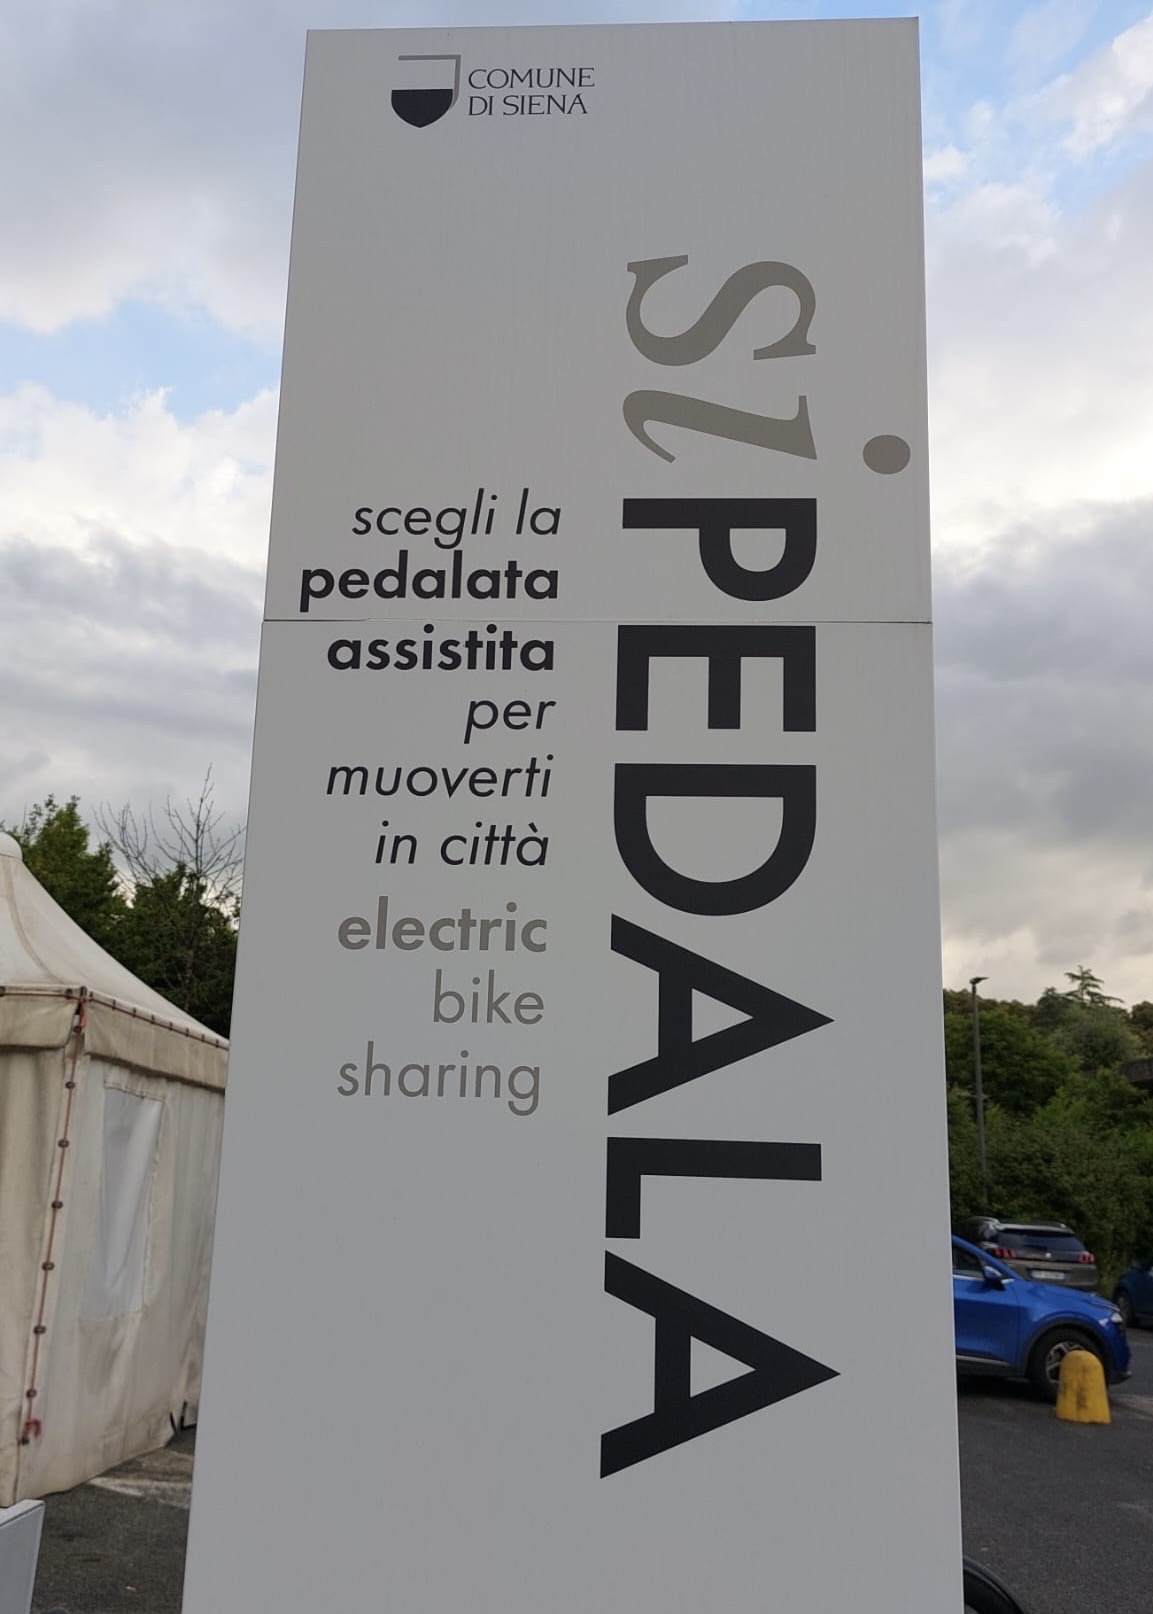 COMUNE
DI SIENA
siPEDALA
scegli la
pedalata
assistita
per
muoverti
in città
electric
bike
sharing